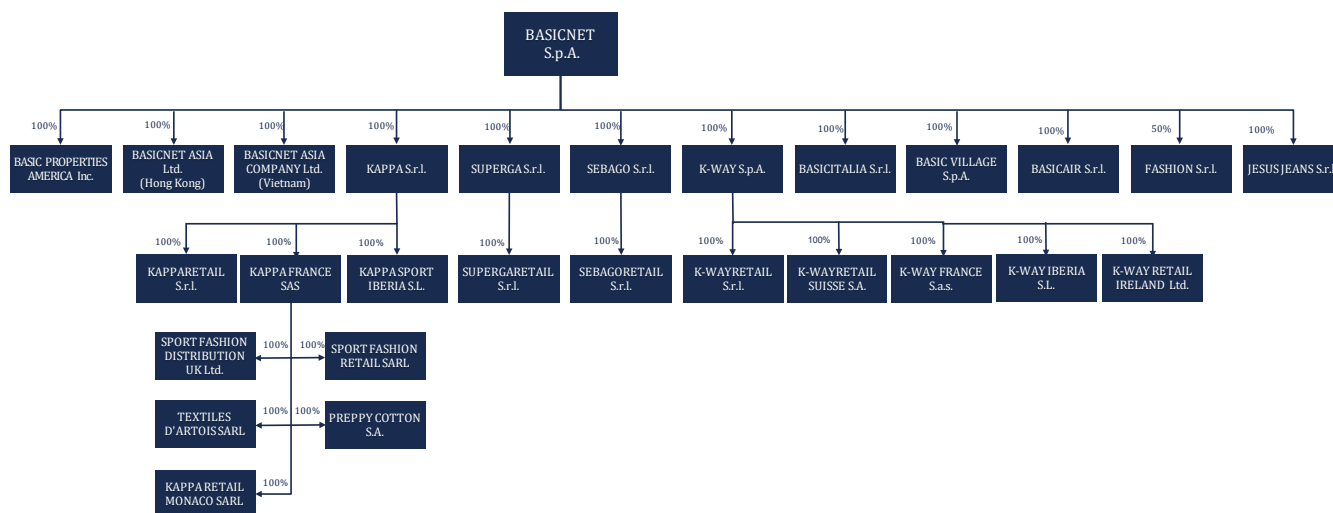 BASICNET
S.p.A.
100% 100% 100% 100% 100% 100% 100% 100% 100% 100% 50% 100%
BASIC PROPERTIES
AMERICA Inc.
BASICNET ASIA
Ltd.
(Hong Kong)
BASICNET ASIA
COMPANY Ltd.
(Vietnam)
KAPPA S.r.l.
SUPERGA S.r.l.
SEBAGO S.r.l.
K-WAY S.p.A.
BASICITALIA S.r.l.
BASIC VILLAGE
S.p.A.
BASICAIR S.r.l.
FASHION S.r.l.
JESUS JEANS S.r.l
100% 100% 100% 100% 100% 100% 100% 100% 100% 100%
KAPPARETAIL
S.r.l.
KAPPA FRANCE
SAS
KAPPA SPORT
IBERIA S.L.
SUPERGARETAIL
S.r.l.
SEBAGORETAIL
S.r.l.
K-WAYRETAIL
S.r.l.
K-WAYRETAIL
SUISSE S.A.
K-WAY FRANCE
S.a.s.
K-WAY IBERIA
S.L.
K-WAY RETAIL
IRELAND Ltd.
SPORT FASHION
DISTRIBUTION
UK Ltd.
100% 100%
SPORT FASHION
RETAIL SARL
TEXTILES
D'ARTOIS SARL
100% 100%
PREPPY COTTON
S.A.
KAPPA RETAIL
MONACO SARL
100%